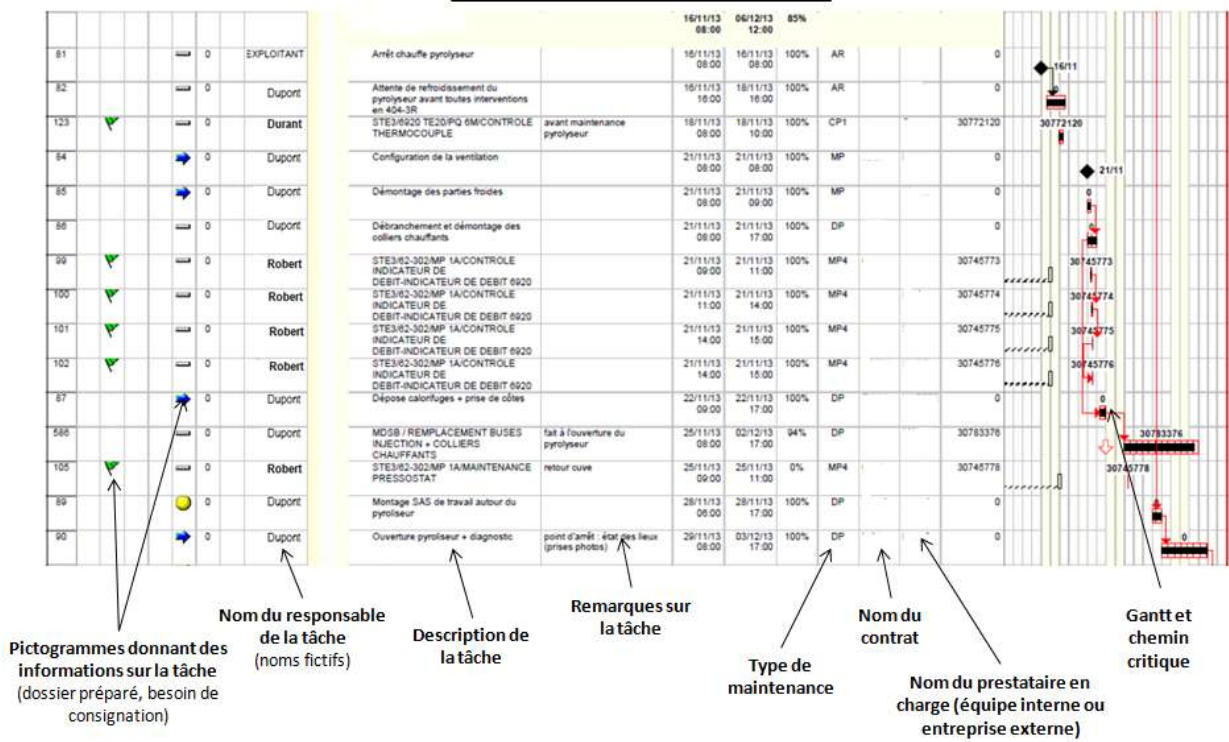 16/11/13 06/12/13 85%
08:00 12:00
81 0 EXPLOITANT Arrêt chauffe pyrolyseur 16/11/13 16/11/13 100% AR 0
08:00 08:00
16/11
82 0 Dupont Attente de refroidissement du 16/11/13 18/11/13 100% AR 0 0
pyrolyseur avant toutes interventions 16:00 16:00
en 404-3R
123 0 Durant STE3/6920 TE20/PQ 6M/CONTROLE avant maintenance 18/11/13 18/11/13 100% CP1 30772120 30772120
THERMOCOUPLE pyrolyseur 08:00 10:00
84 0 Dupont Configuration de la ventilation 21/11/13 21/11/13 100% MP 0
08:00 08:00
21/11
85 0 Dupont Démontage des parties froides 21/11/13 21/11/13 100% MP 0 0
08:00 09:00
86 0 Dupont Débranchement et démontage des 21/11/13 21/11/13 100% DP 0
colliers chauffants 08:00 17:00
99 0 Robert STE3/62-302/MP 1A/CONTROLE 21/11/13 21/11/13 100% MP4 30745773 30745773
INDICATEUR DE 09:00 11:00
DEBIT-INDICATEUR DE DEBIT 6920
100 0 Robert STE3/62-302/MP 1A/CONTROLE 21/11/13 21/11/13 100% MP4 30745774 30745774
INDICATEUR DE 11:00 14:00
DEBIT-INDICATEUR DE DEBIT 6920
101 0 Robert STE3/62-302/MP 1A/CONTROLE 21/11/13 21/11/13 100% MP4 30745775 30745775
INDICATEUR DE 14:00 15:00
DEBIT-INDICATEUR DE DEBIT 6920
102 0 Robert STE3/62-302/MP 1A/CONTROLE 21/11/13 21/11/13 100% MP4 30745776 30745776
INDICATEUR DE 14:00 15:00
DEBIT-INDICATEUR DE DEBIT 6920
87 0 Dupont Dépose calorifuges + prise de côtes 22/11/13 22/11/13 100% DP 0 0
09:00 17:00
586 0 Dupont MDSB / REMPLACEMENT BUSES fait à l'ouverture du 25/11/13 02/12/13 94% DP 30783376 30783376
INJECTION + COLLIERS pyrolyseur 08:00 17:00
CHAUFFANTS
105 0 Robert STE3/62-302/MP 1A/MAINTENANCE retour cuve 25/11/13 25/11/13 0% MP4 30745778 30745778
PRESSOSTAT 09:00 11:00
89 0 Dupont Montage SAS de travail autour du 28/11/13 28/11/13 100% DP 0
pyroliseur 06:00 17:00
90 0 Dupont Ouverture pyroliseur + diagnostic point d'arrêt : état des lieux 29/11/13 03/12/13 100% DP 0 0
(prises photos) 08:00 17:00
Pictogrammes donnant des
informations sur la tâche
(dossier préparé, besoin de
consignation)
Nom du responsable
de la tâche
(noms fictifs)
Description de
la tâche
Remarques sur
la tâche
Type de
maintenance
Nom du
contrat
Nom du prestataire en
charge (équipe interne ou
entreprise externe)
Gantt et
chemin
critique